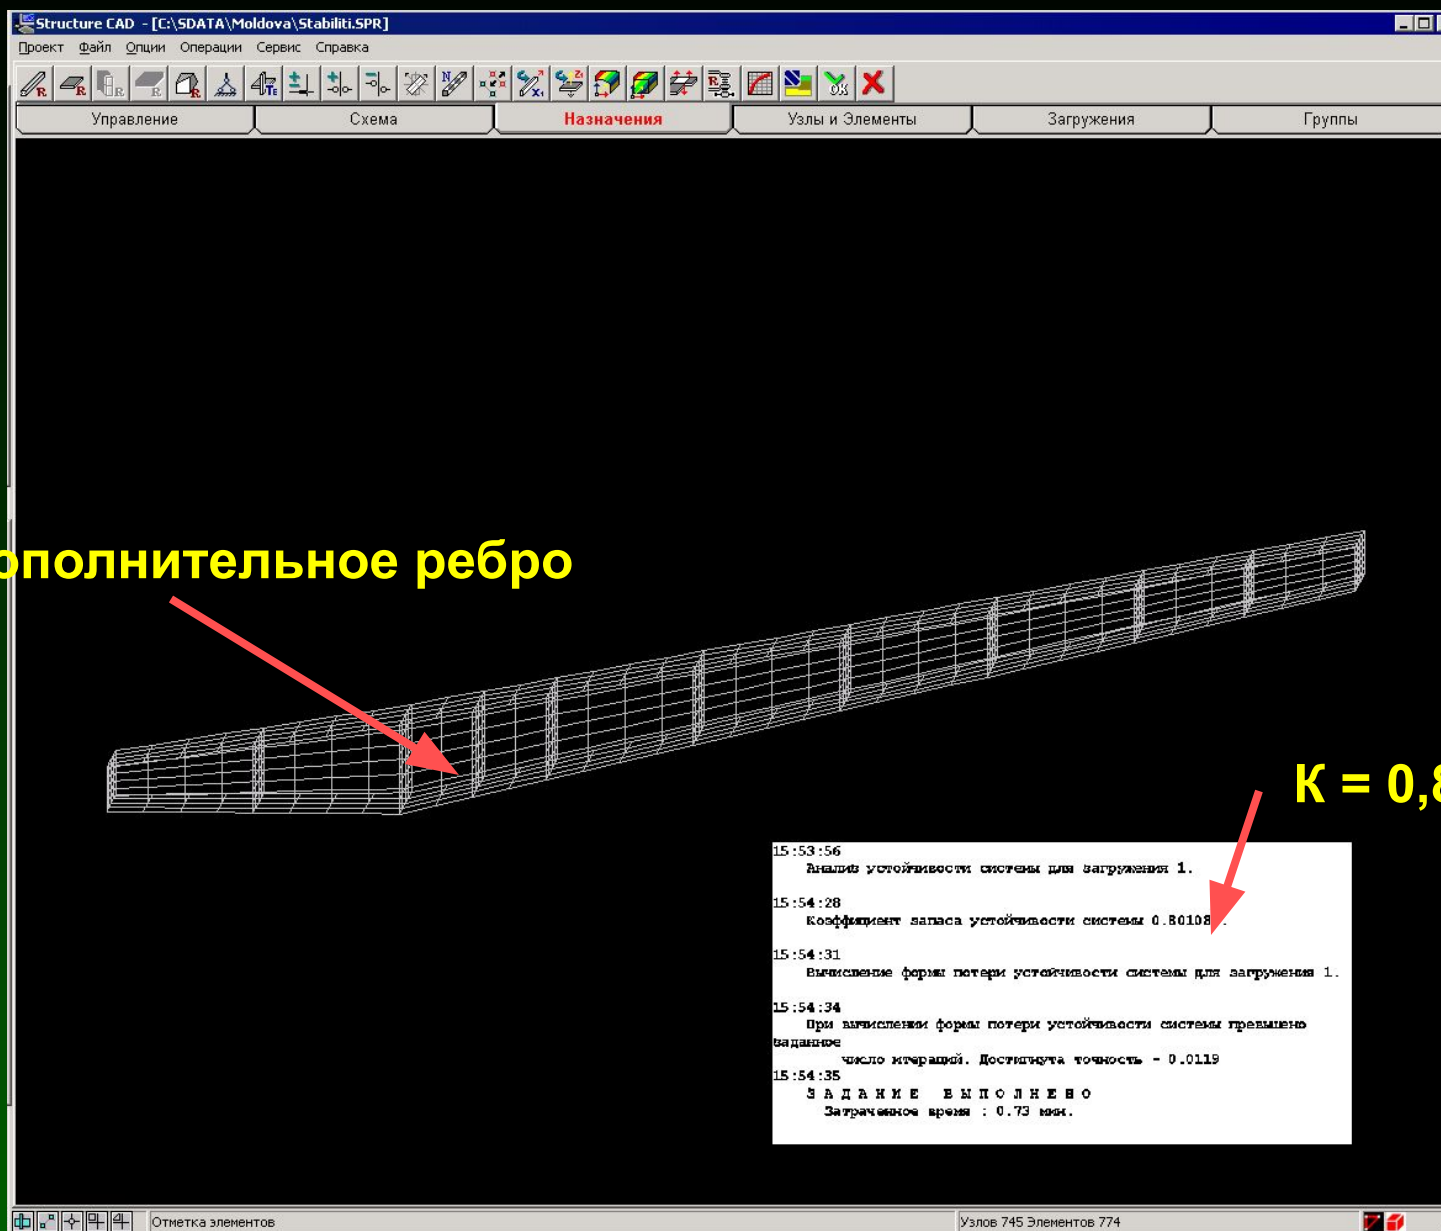 Structure CAD - [C:\SDATA\Moldova\Stabiliti.SPR]
Проект Файл Опции Операции Сервис Справка
Управление Схема Назначения Узлы и Элементы Загружения Группы
ополнительное ребро
К = 0,8
15:53:56
Анализ устойчивости системы для загружения 1.
15:54:28
Коэффициент запаса устойчивости системы 0.80108
15:54:31
Вычисление формы потери устойчивости системы для загружения 1.
15:54:34
При вычислении формы потери устойчивости системы превышено
заданное
число итераций. Достигнута точность - 0.0119
15:54:35
З А Д А Н И Е В Ы П О Л Н Е Н О
Затраченное время : 0.73 мин.
Отметка элементов
Узлов 745 Элементов 774